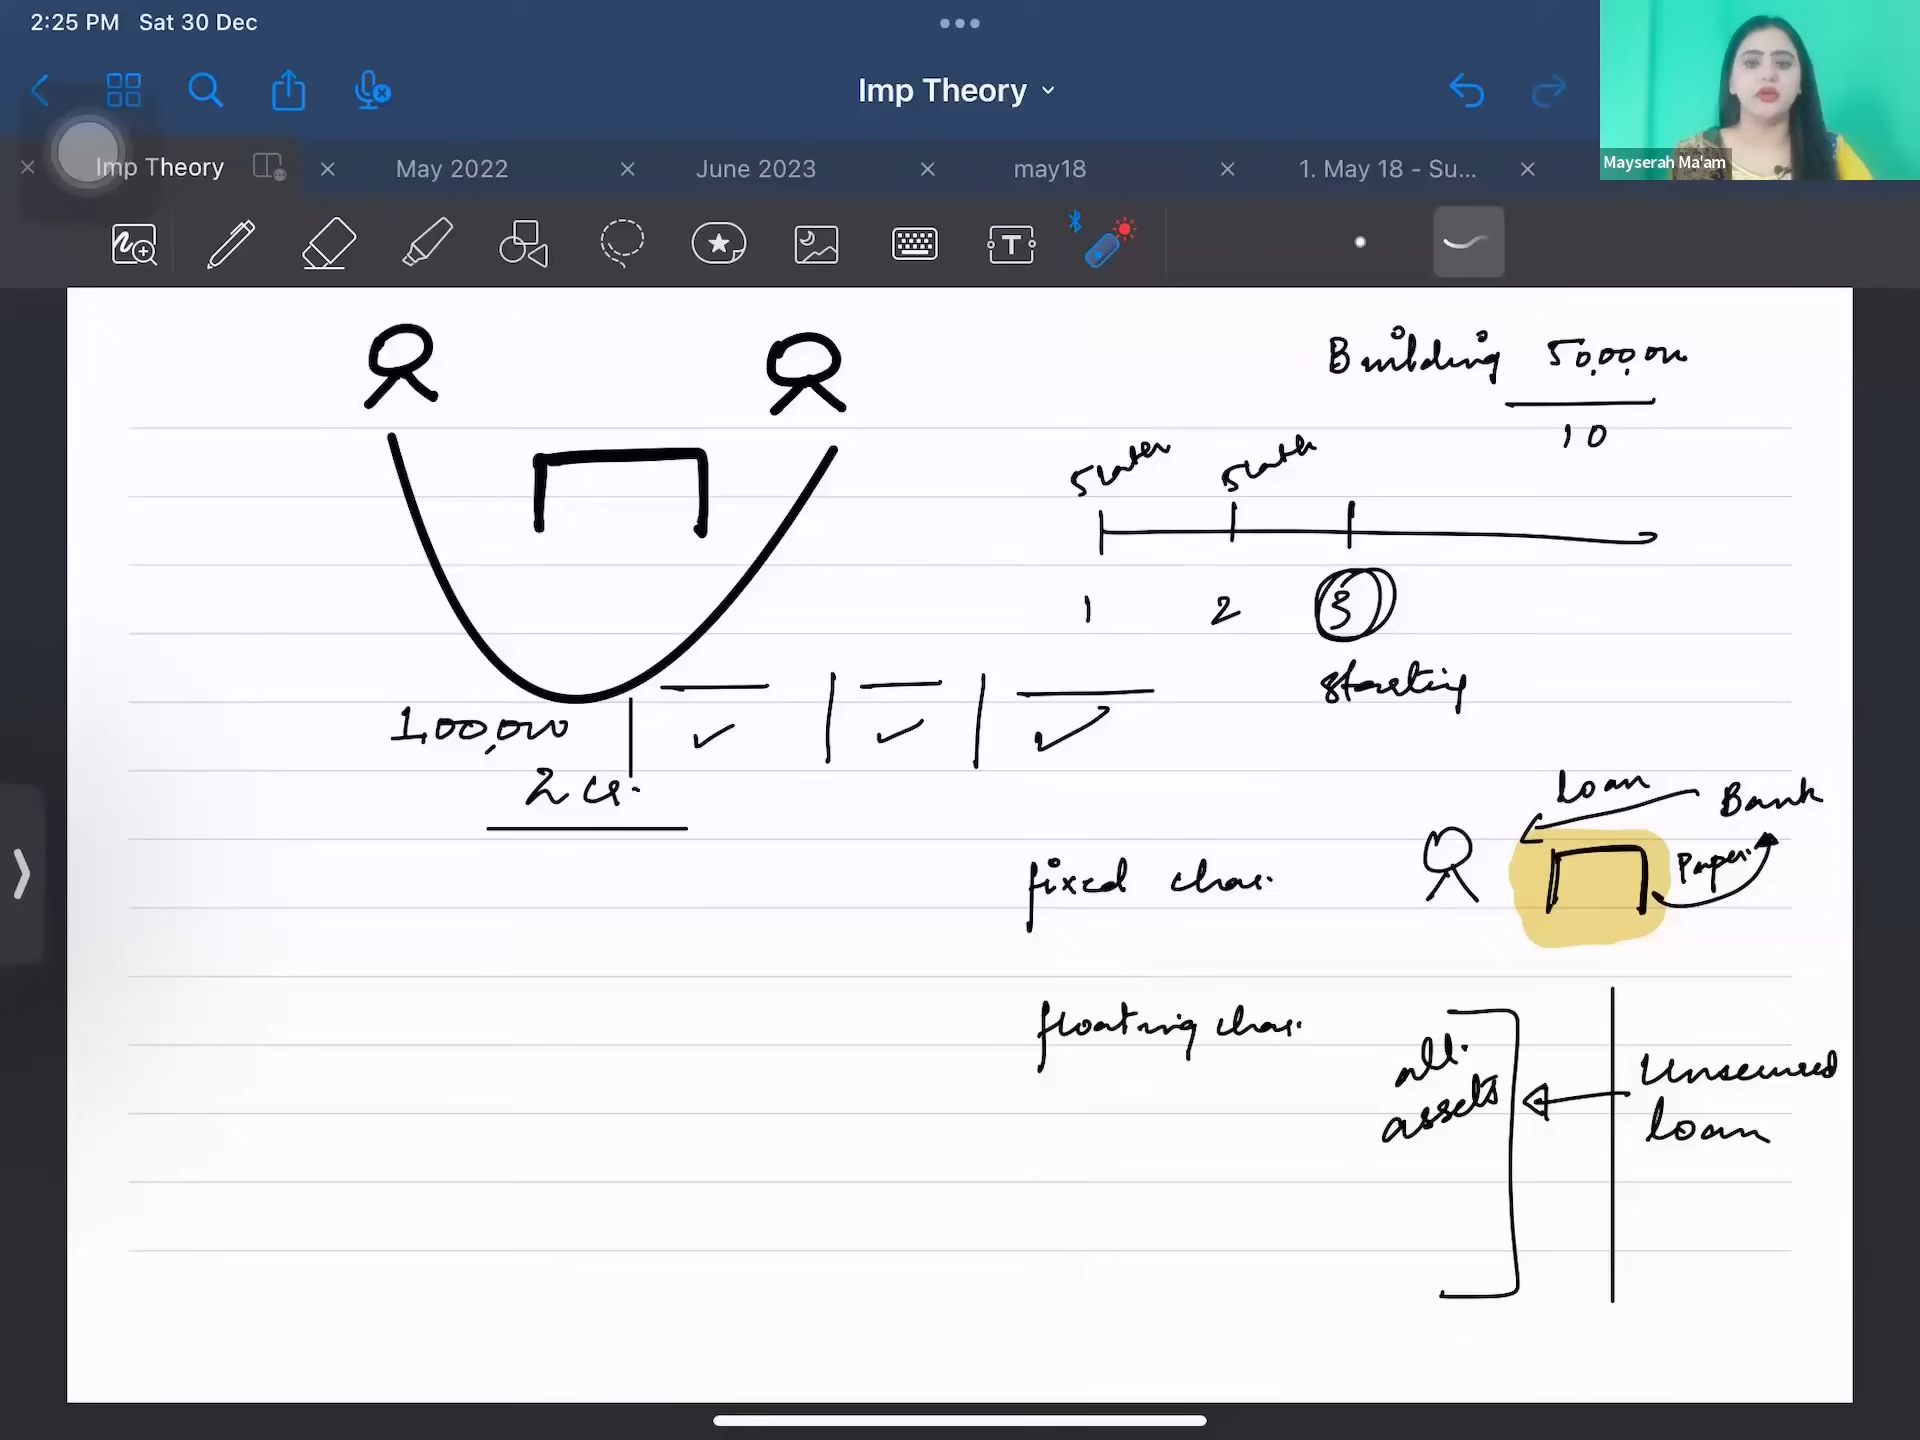 2:25 PM Sat 30 Dec
Imp Theory
Mayserah Ma'am
Imp Theory
May 2022
June 2023
may18
1. May 18 - Su...
T
Building 50,00,000
10
1 2 3
starting
1,00,000
2 cr.
Loan
Bank
Paper.
fixed char.
floating char.
all.
assets
Unsecured
loan